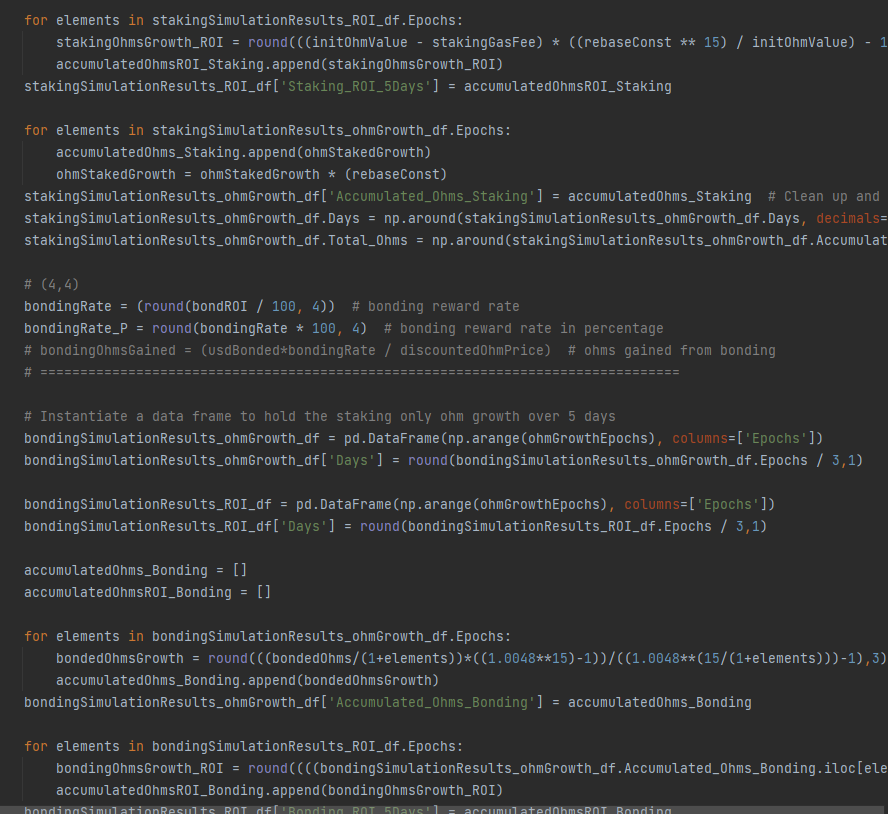 for elements in stakingSimulationResults_ROI_df.Epochs:
    stakingOhmsGrowth_ROI = round(((initOhmValue - stakingGasFee) * ((rebaseConst ** 15) / initOhmValue) - 1
    accumulatedOhmsROI_Staking.append(stakingOhmsGrowth_ROI)
stakingSimulationResults_ROI_df['Staking_ROI_5Days'] = accumulatedOhmsROI_Staking
for elements in stakingSimulationResults_ohmGrowth_df.Epochs:
    accumulatedOhms_Staking.append(ohmStakedGrowth)
    ohmStakedGrowth = ohmStakedGrowth * (rebaseConst)
stakingSimulationResults_ohmGrowth_df['Accumulated_Ohms_Staking'] = accumulatedOhms_Staking  # Clean up and
stakingSimulationResults_ohmGrowth_df.Days = np.around(stakingSimulationResults_ohmGrowth_df.Days, decimals=
stakingSimulationResults_ohmGrowth_df.Total_Ohms = np.around(stakingSimulationResults_ohmGrowth_df.Accumulat
# (4,4)
bondingRate = (round(bondROI / 100, 4))  # bonding reward rate
bondingRate_P = round(bondingRate * 100, 4)  # bonding reward rate in percentage
# bondingOhmsGained = (usdBonded*bondingRate / discountedOhmPrice)  # ohms gained from bonding
# ================================================================================
# Instantiate a data frame to hold the staking only ohm growth over 5 days
bondingSimulationResults_ohmGrowth_df = pd.DataFrame(np.arange(ohmGrowthEpochs), columns=['Epochs'])
bondingSimulationResults_ohmGrowth_df['Days'] = round(bondingSimulationResults_ohmGrowth_df.Epochs / 3,1)
bondingSimulationResults_ROI_df = pd.DataFrame(np.arange(ohmGrowthEpochs), columns=['Epochs'])
bondingSimulationResults_ROI_df['Days'] = round(bondingSimulationResults_ROI_df.Epochs / 3,1)
accumulatedOhms_Bonding = []
accumulatedOhmsROI_Bonding = []
for elements in bondingSimulationResults_ohmGrowth_df.Epochs:
    bondedOhmsGrowth = round(((bondedOhms/(1+elements))*((1.0048**15)-1))/((1.0048**(15/(1+elements)))-1),3)
    accumulatedOhms_Bonding.append(bondedOhmsGrowth)
bondingSimulationResults_ohmGrowth_df['Accumulated_Ohms_Bonding'] = accumulatedOhms_Bonding
for elements in bondingSimulationResults_ROI_df.Epochs:
    bondingOhmsGrowth_ROI = round((((bondingSimulationResults_ohmGrowth_df.Accumulated_Ohms_Bonding.iloc[ele
    accumulatedOhmsROI_Bonding.append(bondingOhmsGrowth_ROI)
bondingSimulationResults_ROI_df['Bonding_ROI_5Days'] = accumulatedOhmsROI_Bonding